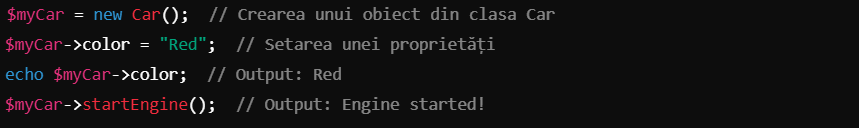 $myCar = new Car();  // Crearea unui obiect din clasa Car
$myCar->color = "Red";  // Setarea unei proprietăți
echo $myCar->color;  // Output: Red
$myCar->startEngine();  // Output: Engine started!